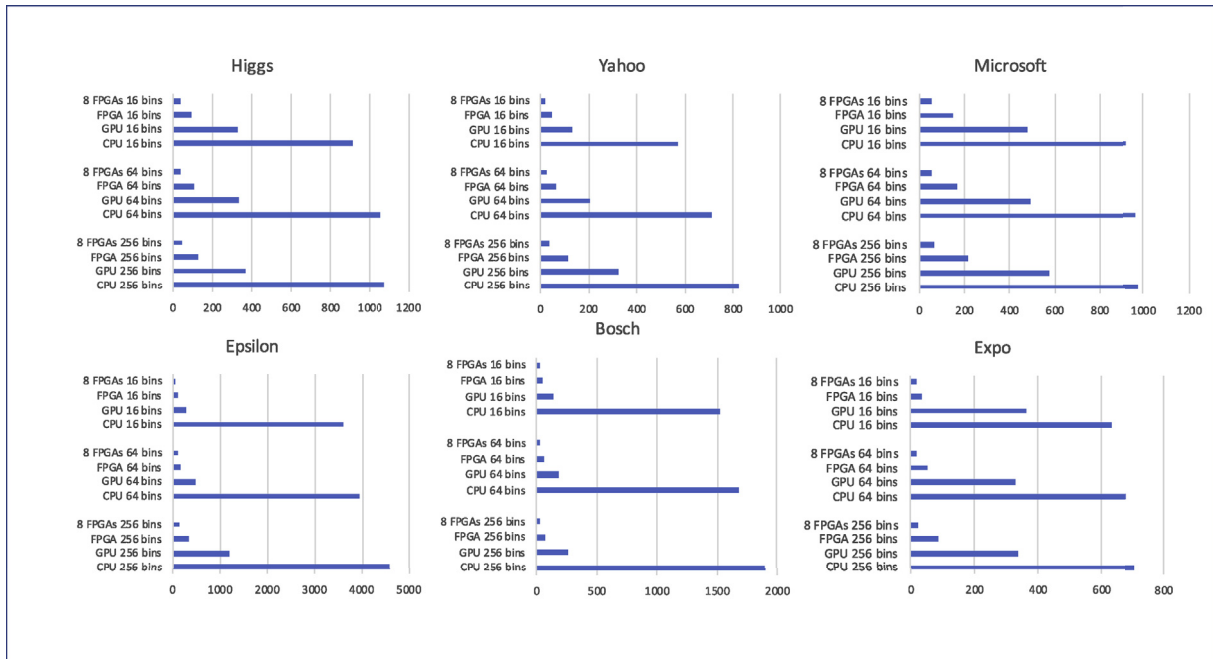 Higgs
8 FPGAs 16 bins
FPGA 16 bins
GPU 16 bins
CPU 16 bins
8 FPGAs 64 bins
FPGA 64 bins
GPU 64 bins
CPU 64 bins
8 FPGAs 256 bins
FPGA 256 bins
GPU 256 bins
CPU 256 bins
0 200 400 600 800 1000 1200
Yahoo
8 FPGAs 16 bins
FPGA 16 bins
GPU 16 bins
CPU 16 bins
8 FPGAs 64 bins
FPGA 64 bins
GPU 64 bins
CPU 64 bins
8 FPGAs 256 bins
FPGA 256 bins
GPU 256 bins
CPU 256 bins
0 200 400 600 800 1000
Microsoft
8 FPGAs 16 bins
FPGA 16 bins
GPU 16 bins
CPU 16 bins
8 FPGAs 64 bins
FPGA 64 bins
GPU 64 bins
CPU 64 bins
8 FPGAs 256 bins
FPGA 256 bins
GPU 256 bins
CPU 256 bins
0 200 400 600 800 1000 1200
Epsilon
8 FPGAs 16 bins
FPGA 16 bins
GPU 16 bins
CPU 16 bins
8 FPGAs 64 bins
FPGA 64 bins
GPU 64 bins
CPU 64 bins
8 FPGAs 256 bins
FPGA 256 bins
GPU 256 bins
CPU 256 bins
0 1000 2000 3000 4000 5000
Bosch
8 FPGAs 16 bins
FPGA 16 bins
GPU 16 bins
CPU 16 bins
8 FPGAs 64 bins
FPGA 64 bins
GPU 64 bins
CPU 64 bins
8 FPGAs 256 bins
FPGA 256 bins
GPU 256 bins
CPU 256 bins
0 500 1000 1500 2000
Expo
8 FPGAs 16 bins
FPGA 16 bins
GPU 16 bins
CPU 16 bins
8 FPGAs 64 bins
FPGA 64 bins
GPU 64 bins
CPU 64 bins
8 FPGAs 256 bins
FPGA 256 bins
GPU 256 bins
CPU 256 bins
0 200 400 600 800